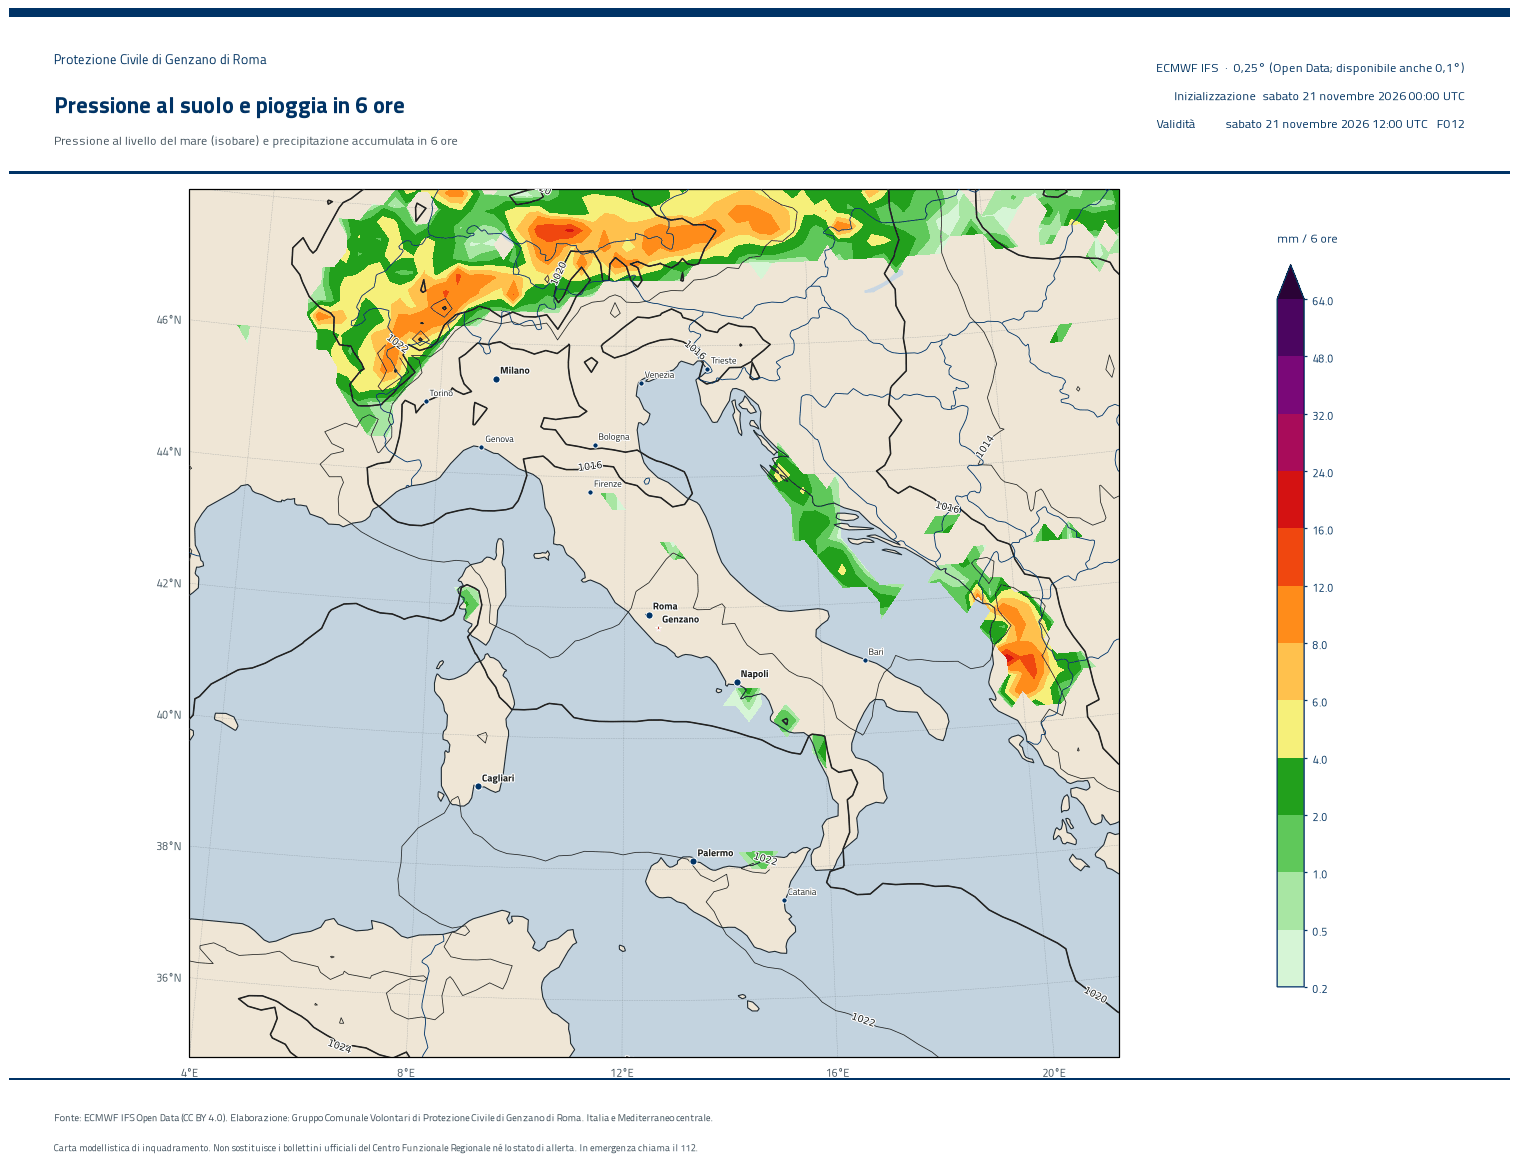 Protezione Civile di Genzano di Roma
Pressione al suolo e pioggia in 6 ore
Pressione al livello del mare (isobare) e precipitazione accumulata in 6 ore
ECMWF IFS · 0,25° (Open Data; disponibile anche 0,1°)
Inizializzazione sabato 21 novembre 2026 00:00 UTC
Validità sabato 21 novembre 2026 12:00 UTC F012
mm / 6 ore
64.0
48.0
32.0
24.0
16.0
12.0
8.0
6.0
4.0
2.0
1.0
0.5
0.2
46°N
44°N
42°N
40°N
38°N
36°N
4°E
8°E
12°E
16°E
20°E
1020
1022
1016
Trieste
Milano
Venezia
Torino
Genova
Bologna
1014
1016
Firenze
1016
Roma
Genzano
Bari
Napoli
Cagliari
Palermo
1022
Catania
1020
1022
1024
Fonte: ECMWF IFS Open Data (CC BY 4.0). Elaborazione: Gruppo Comunale Volontari di Protezione Civile di Genzano di Roma. Italia e Mediterraneo centrale.
Carta modellistica di inquadramento. Non sostituisce i bollettini ufficiali del Centro Funzionale Regionale né lo stato di allerta. In emergenza chiama il 112.